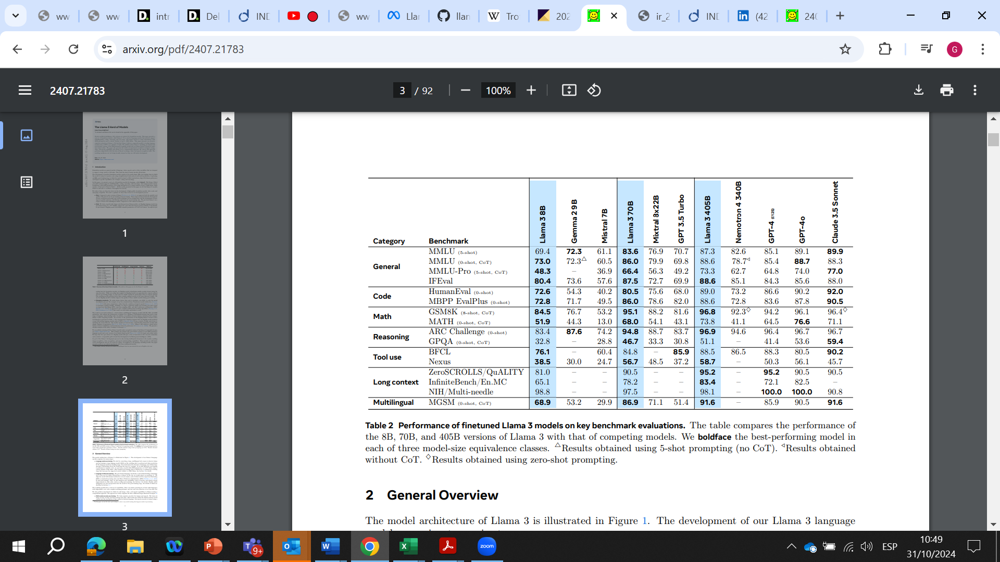 ww
ww
intr
Del
IND
ww
Llar
llar
Tro
202
ir_2
IND
(42
240
arxiv.org/pdf/2407.21783
G
2407.21783
3 / 92
100%
The Llama 3 Herd of Models
1
2
3
Category Benchmark Llama 3 8B Gemma 2 9B Mistral 7B Llama 3 70B Mixtral 8x22B GPT 3.5 Turbo Llama 3 405B Nemotron 4 340B GPT-4 (0125) GPT-4o Claude 3.5 Sonnet
General
MMLU (5-shot) 69.4 72.3 61.1 83.6 76.9 70.7 87.3 82.6 85.1 89.1 89.9
MMLU (0-shot, CoT) 73.0 72.3△ 60.5 86.0 79.9 69.8 88.6 78.7◁ 85.4 88.7 88.3
MMLU-Pro (5-shot, CoT) 48.3 – 36.9 66.4 56.3 49.2 73.3 62.7 64.8 74.0 77.0
IFEval 80.4 73.6 57.6 87.5 72.7 69.9 88.6 85.1 84.3 85.6 88.0
Code
HumanEval (0-shot) 72.6 54.3 40.2 80.5 75.6 68.0 89.0 73.2 86.6 90.2 92.0
MBPP EvalPlus (0-shot) 72.8 71.7 49.5 86.0 78.6 82.0 88.6 72.8 83.6 87.8 90.5
Math
GSM8K (8-shot, CoT) 84.5 76.7 53.2 95.1 88.2 81.6 96.8 92.3◇ 94.2 96.1 96.4◇
MATH (0-shot, CoT) 51.9 44.3 13.0 68.0 54.1 43.1 73.8 41.1 64.5 76.6 71.1
Reasoning
ARC Challenge (0-shot) 83.4 87.6 74.2 94.8 88.7 83.7 96.9 94.6 96.4 96.7 96.7
GPQA (0-shot, CoT) 32.8 – 28.8 46.7 33.3 30.8 51.1 – 41.4 53.6 59.4
Tool use
BFCL 76.1 – 60.4 84.8 – 85.9 88.5 86.5 88.3 80.5 90.2
Nexus 38.5 30.0 24.7 56.7 48.5 37.2 58.7 – 50.3 56.1 45.7
Long context
ZeroSCROLLS/QuALITY 81.0 – – 90.5 – – 95.2 – 95.2 90.5 90.5
InfiniteBench/En.MC 65.1 – – 78.2 – – 83.4 – 72.1 82.5 –
NIH/Multi-needle 98.8 – – 97.5 – – 98.1 – 100.0 100.0 90.8
Multilingual MGSM (0-shot, CoT) 68.9 53.2 29.9 86.9 71.1 51.4 91.6 – 85.9 90.5 91.6
Table 2 Performance of finetuned Llama 3 models on key benchmark evaluations. The table compares the performance of
the 8B, 70B, and 405B versions of Llama 3 with that of competing models. We boldface the best-performing model in
each of three model-size equivalence classes. △Results obtained using 5-shot prompting (no CoT). ◁Results obtained
without CoT. ◇Results obtained using zero-shot prompting.
2 General Overview
The model architecture of Llama 3 is illustrated in Figure 1. The development of our Llama 3 language
9+
zoom
ESP
10:49
31/10/2024